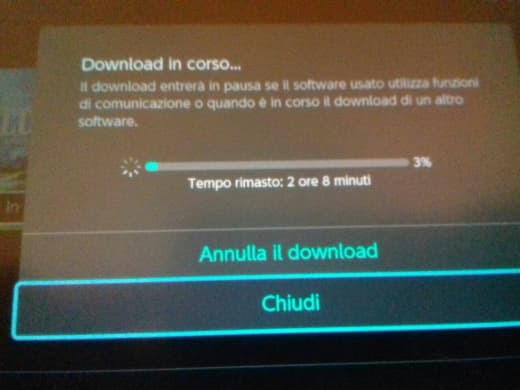 Download in corso...
Il download entrerà in pausa se il software usato utilizza funzioni
di comunicazione o quando è in corso il download di un altro
software.
3%
Tempo rimasto: 2 ore 8 minuti
In
Annulla il download
Chiudi